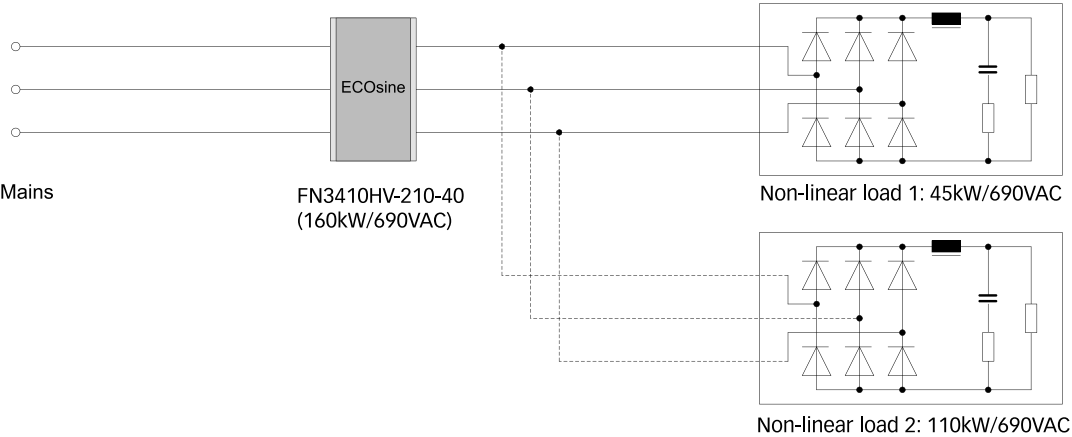 ECOsine
Mains
FN3410HV-210-40
(160kW/690VAC)
Non-linear load 1: 45kW/690VAC
Non-linear load 2: 110kW/690VAC